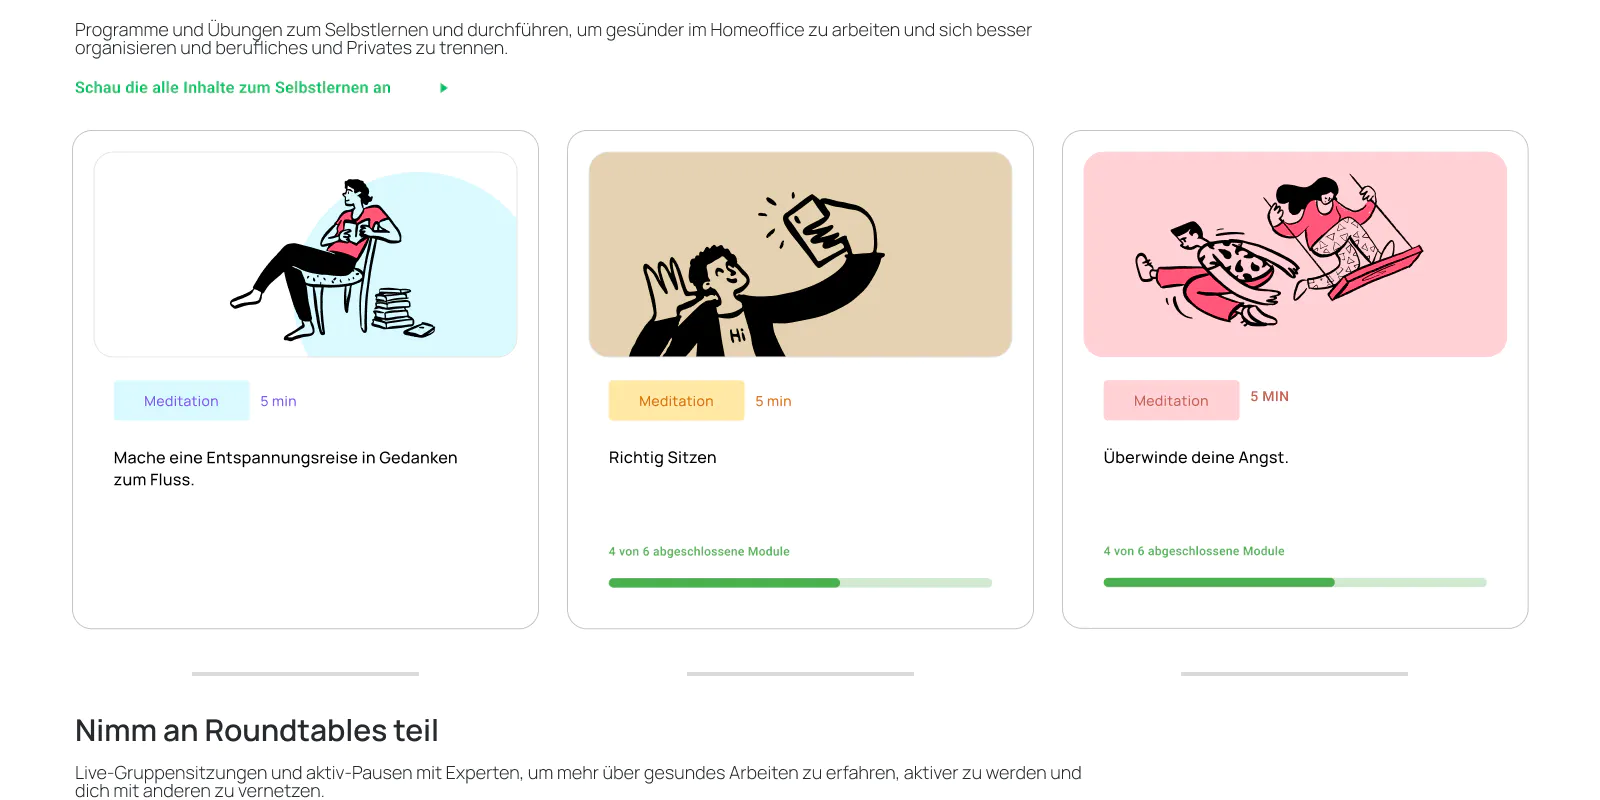 Programme und Übungen zum Selbstlernen und durchführen, um gesünder im Homeoffice zu arbeiten und sich besser
organisieren und berufliches und Privates zu trennen.
Schau die alle Inhalte zum Selbstlernen an
Hi
Meditation 5 min
Mache eine Entspannungsreise in Gedanken
zum Fluss.
Meditation 5 min
Richtig Sitzen
4 von 6 abgeschlossene Module
Meditation 5 MIN
Überwinde deine Angst.
4 von 6 abgeschlossene Module
Nimm an Roundtables teil
Live-Gruppensitzungen und aktiv-Pausen mit Experten, um mehr über gesundes Arbeiten zu erfahren, aktiver zu werden und
dich mit anderen zu vernetzen.